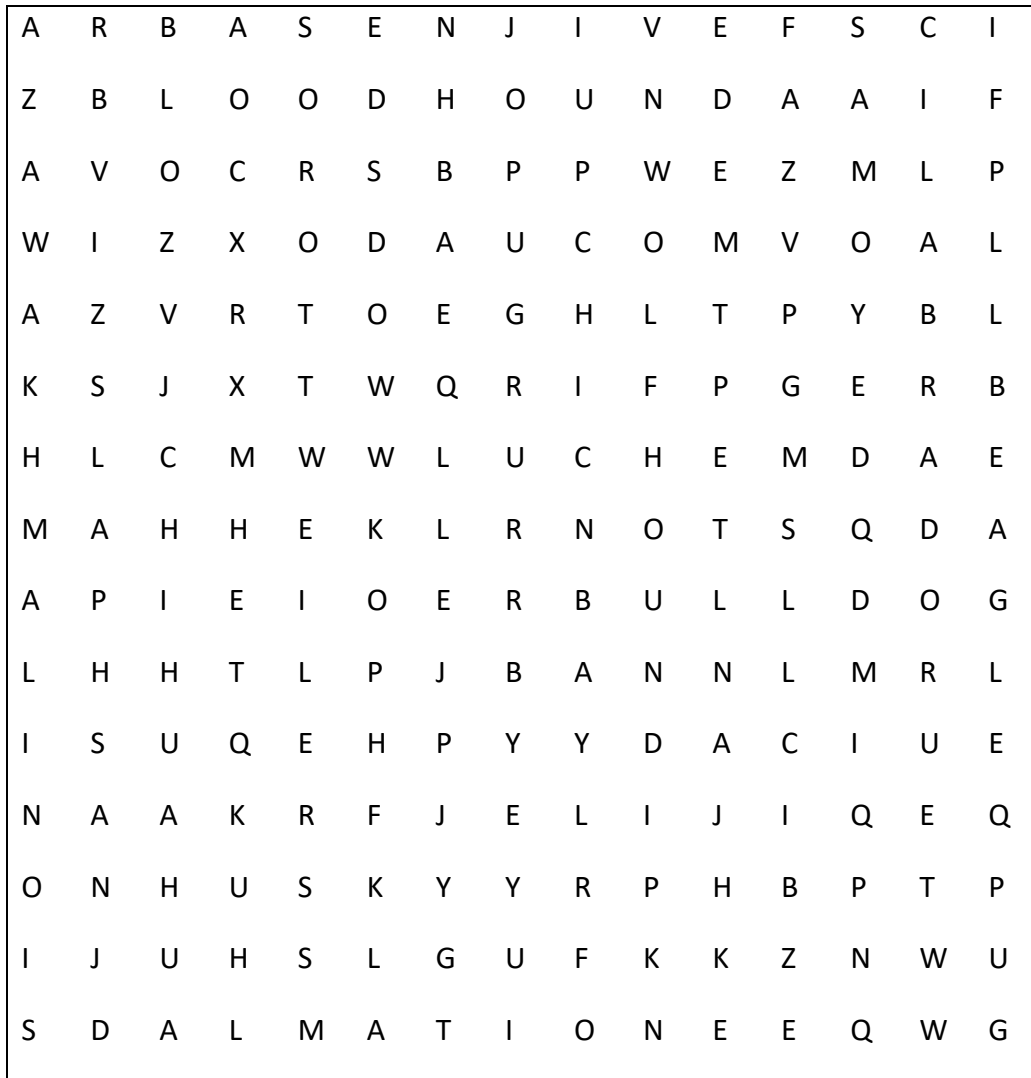 A R B A S E N J I V E F S C I
Z B L O O D H O U N D A A I F
A V O C R S B P P W E Z M L P
W I Z X O D A U C O M V O A L
A Z V R T O E G H L T P Y B L
K S J X T W Q R I F P G E R B
H L C M W W L U C H E M D A E
M A H H E K L R N O T S Q D A
A P I E I O E R B U L L D O G
L H H T L P J B A N N L M R L
I S U Q E H P Y Y D A C I U E
N A A K R F J E L I J I Q E Q
O N H U S K Y Y R P H B P T P
I J U H S L G U F K K Z N W U
S D A L M A T I O N E E Q W G